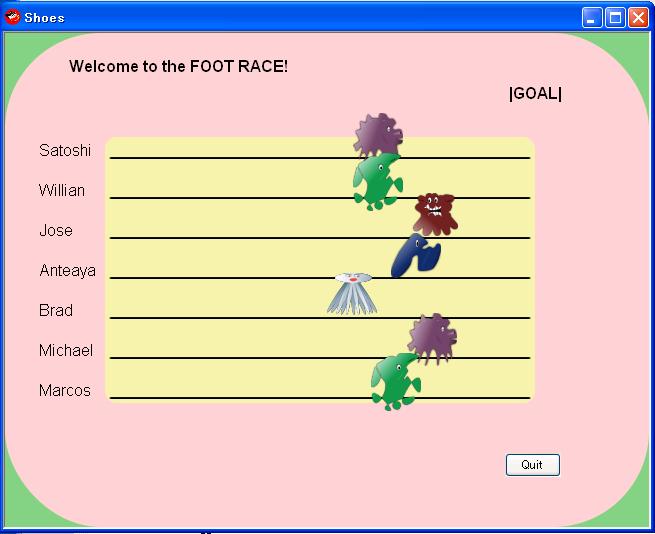 Shoes
Welcome to the FOOT RACE!
|GOAL|
Satoshi
Willian
Jose
Anteaya
Brad
Michael
Marcos
Quit